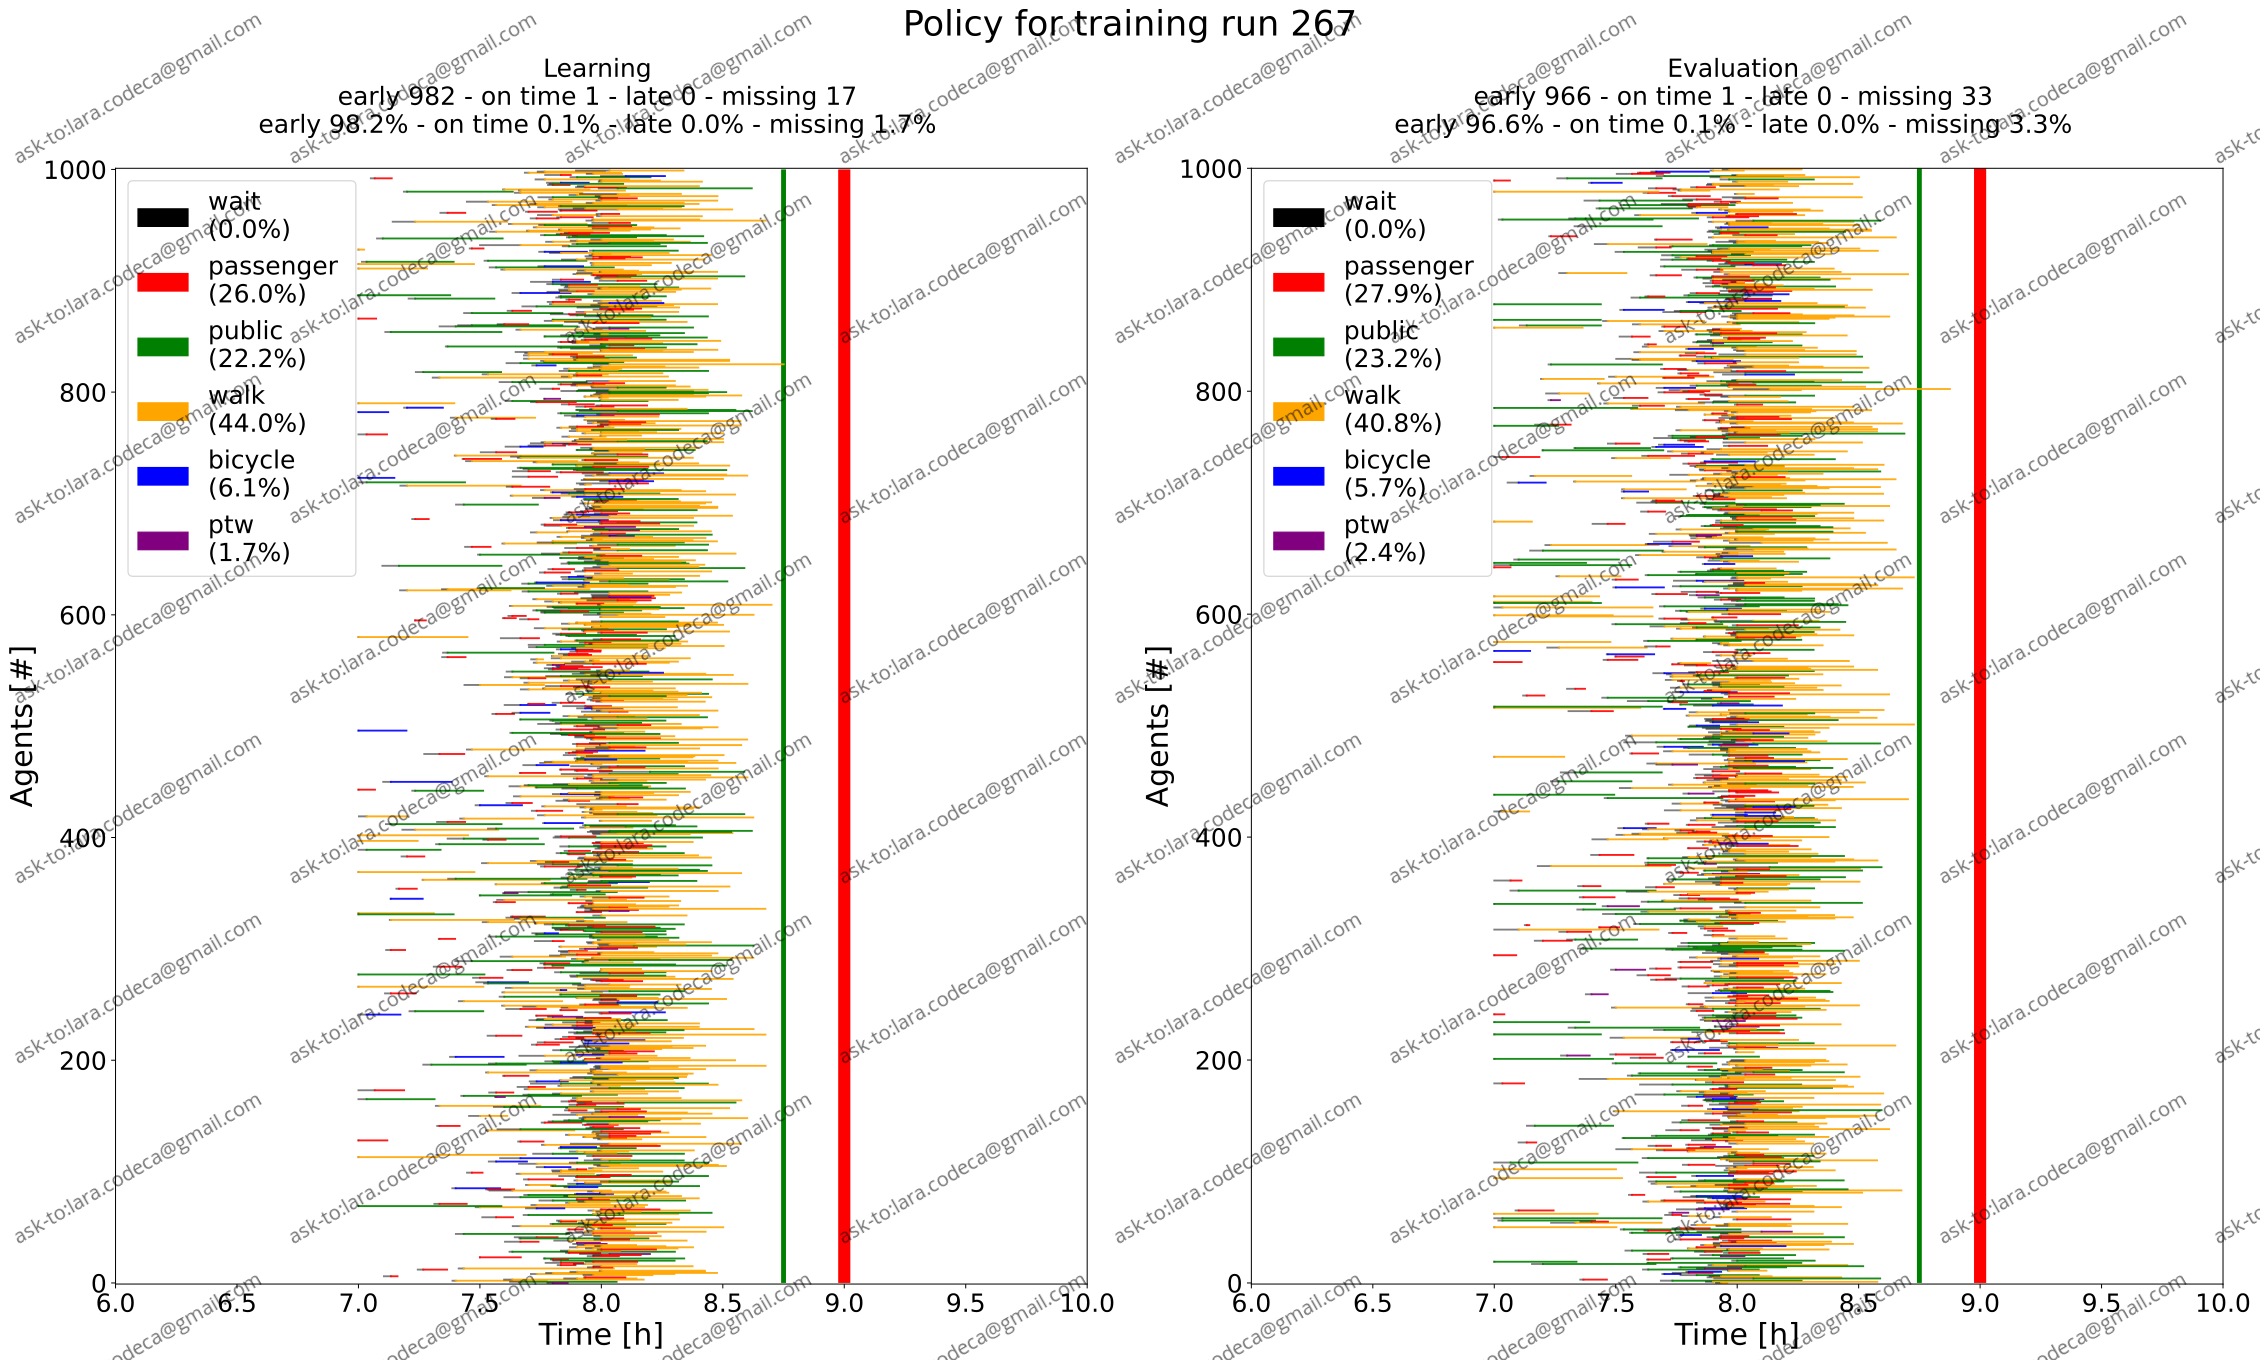 Policy for training run 267
Learning
early 982 - on time 1 - late 0 - missing 17
early 98.2% - on time 0.1% - late 0.0% - missing 1.7%
Evaluation
early 966 - on time 1 - late 0 - missing 33
early 96.6% - on time 0.1% - late 0.0% - missing 3.3%
wait
(0.0%)
passenger
(26.0%)
public
(22.2%)
walk
(44.0%)
bicycle
(6.1%)
ptw
(1.7%)
wait
(0.0%)
passenger
(27.9%)
public
(23.2%)
walk
(40.8%)
bicycle
(5.7%)
ptw
(2.4%)
1000
800
600
400
200
0
Agents [#]
6.0 6.5 7.0 7.5 8.0 8.5 9.0 9.5 10.0
Time [h]
1000
800
600
400
200
0
Agents [#]
6.0 6.5 7.0 7.5 8.0 8.5 9.0 9.5 10.0
Time [h]
ask-to:lara.codeca@gmail.com